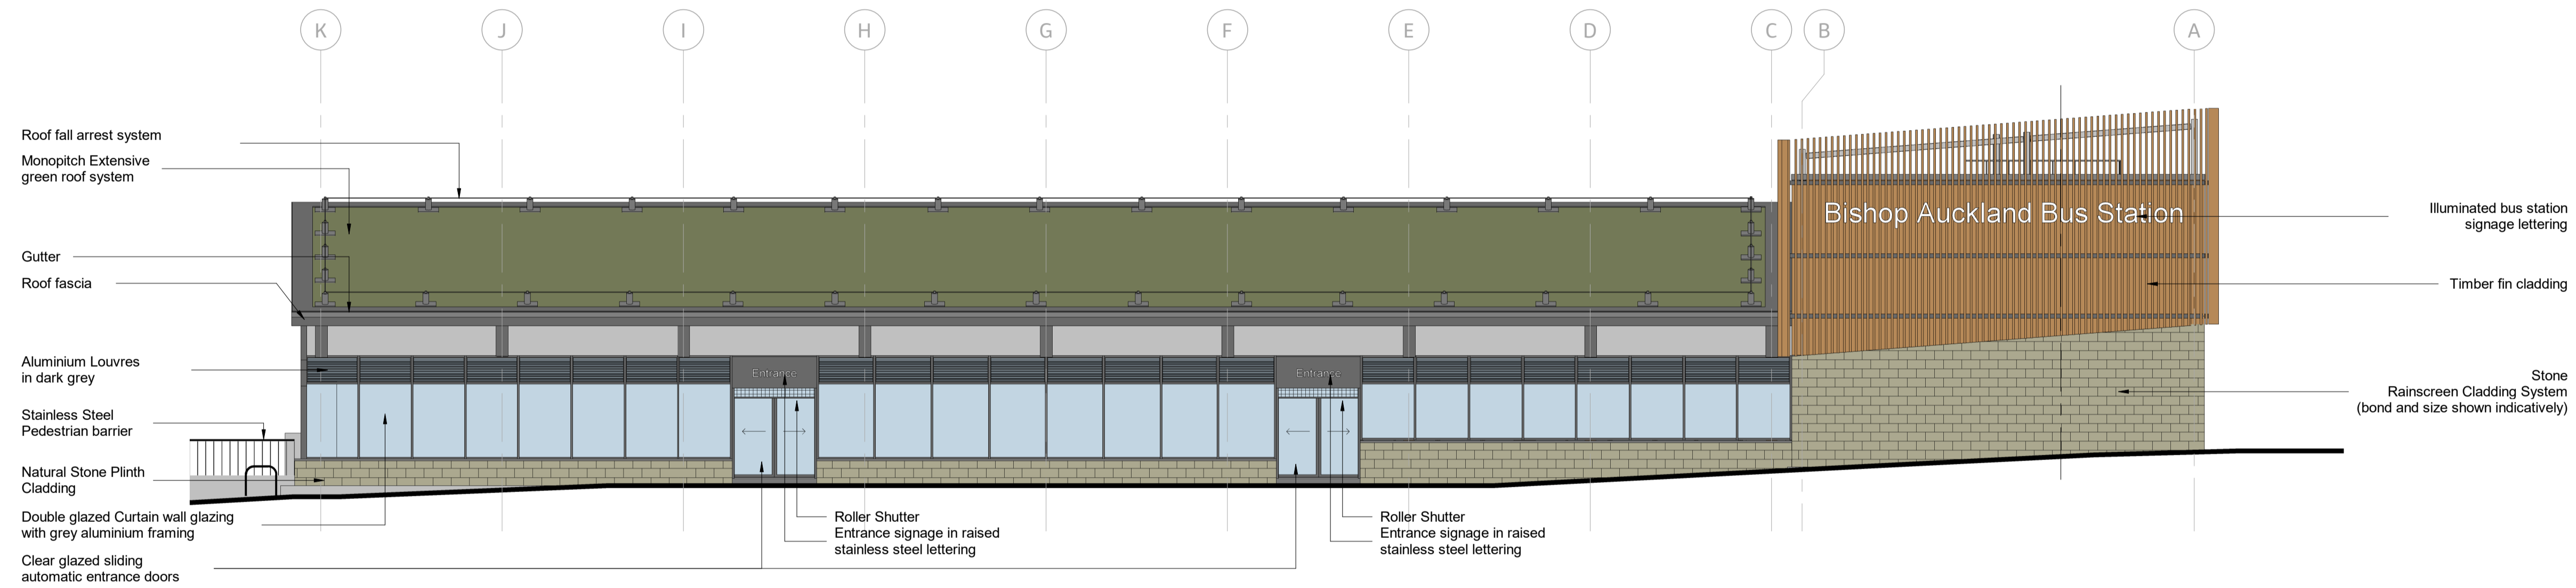 K J I H G F E D C B A
Roof fall arrest system
Monopitch Extensive
green roof system
Gutter
Roof fascia
Aluminium Louvres
in dark grey
Stainless Steel
Pedestrian barrier
Natural Stone Plinth
Cladding
Double glazed Curtain wall glazing
with grey aluminium framing
Clear glazed sliding
automatic entrance doors
Entrance
Roller Shutter
Entrance signage in raised
stainless steel lettering
Entrance
Roller Shutter
Entrance signage in raised
stainless steel lettering
Bishop Auckland Bus Station
Illuminated bus station
signage lettering
Timber fin cladding
Stone
Rainscreen Cladding System
(bond and size shown indicatively)